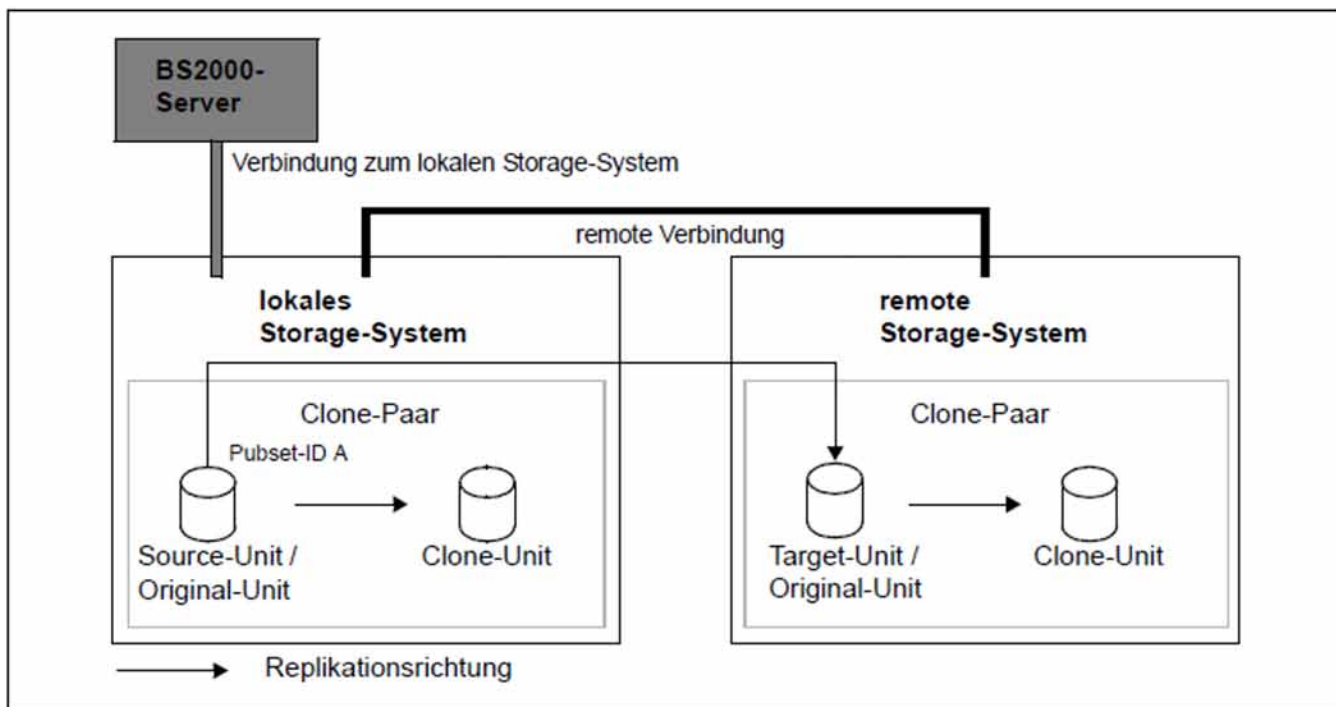 BS2000-
Server
Verbindung zum lokalen Storage-System
remote Verbindung
lokales
Storage-System
remote
Storage-System
Clone-Paar
Pubset-ID A
Source-Unit /
Original-Unit
Clone-Unit
Clone-Paar
Target-Unit /
Original-Unit
Clone-Unit
Replikationsrichtung